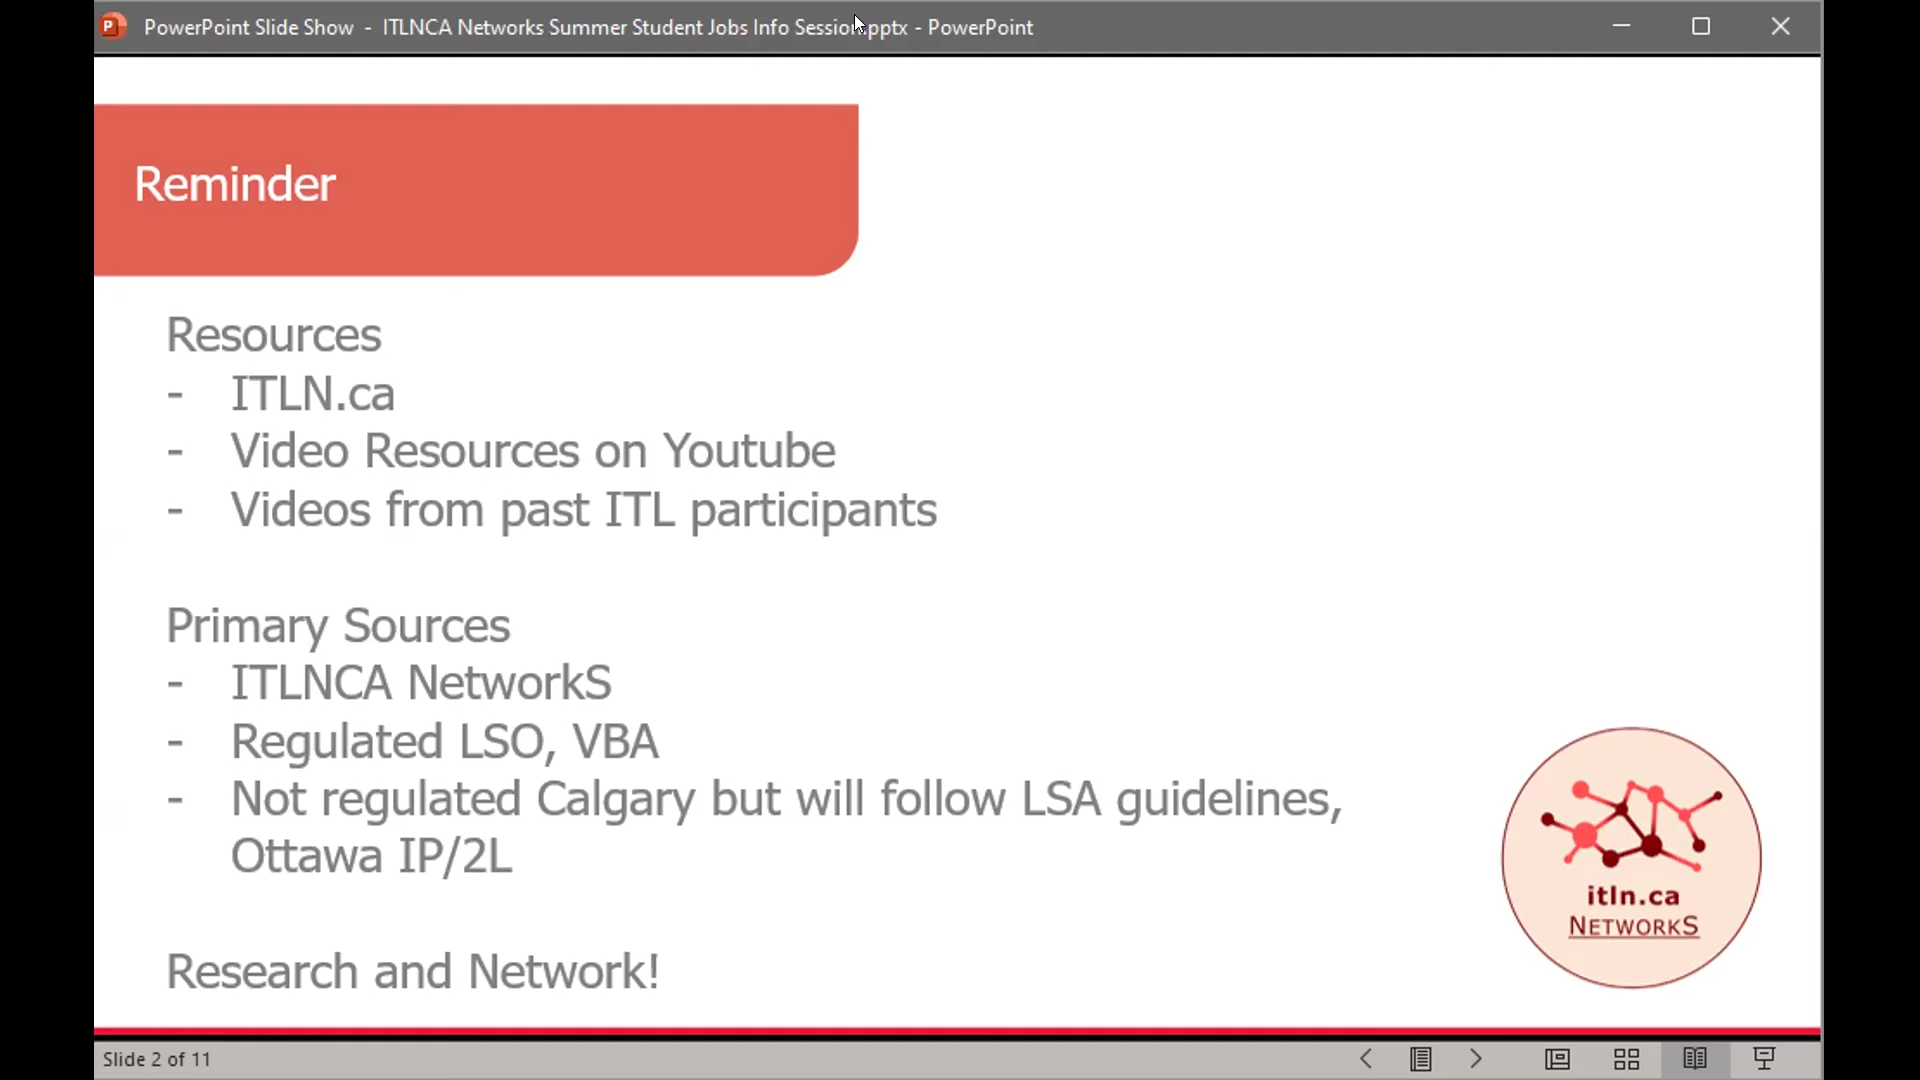 PowerPoint Slide Show - ITLNCA Networks Summer Student Jobs Info Session.pptx - PowerPoint
Reminder
Resources
- ITLN.ca
- Video Resources on Youtube
- Videos from past ITL participants
Primary Sources
- ITLNCA NetworkS
- Regulated LSO, VBA
- Not regulated Calgary but will follow LSA guidelines,
Ottawa IP/2L
Research and Network!
itln.ca
NETWORKS
Slide 2 of 11